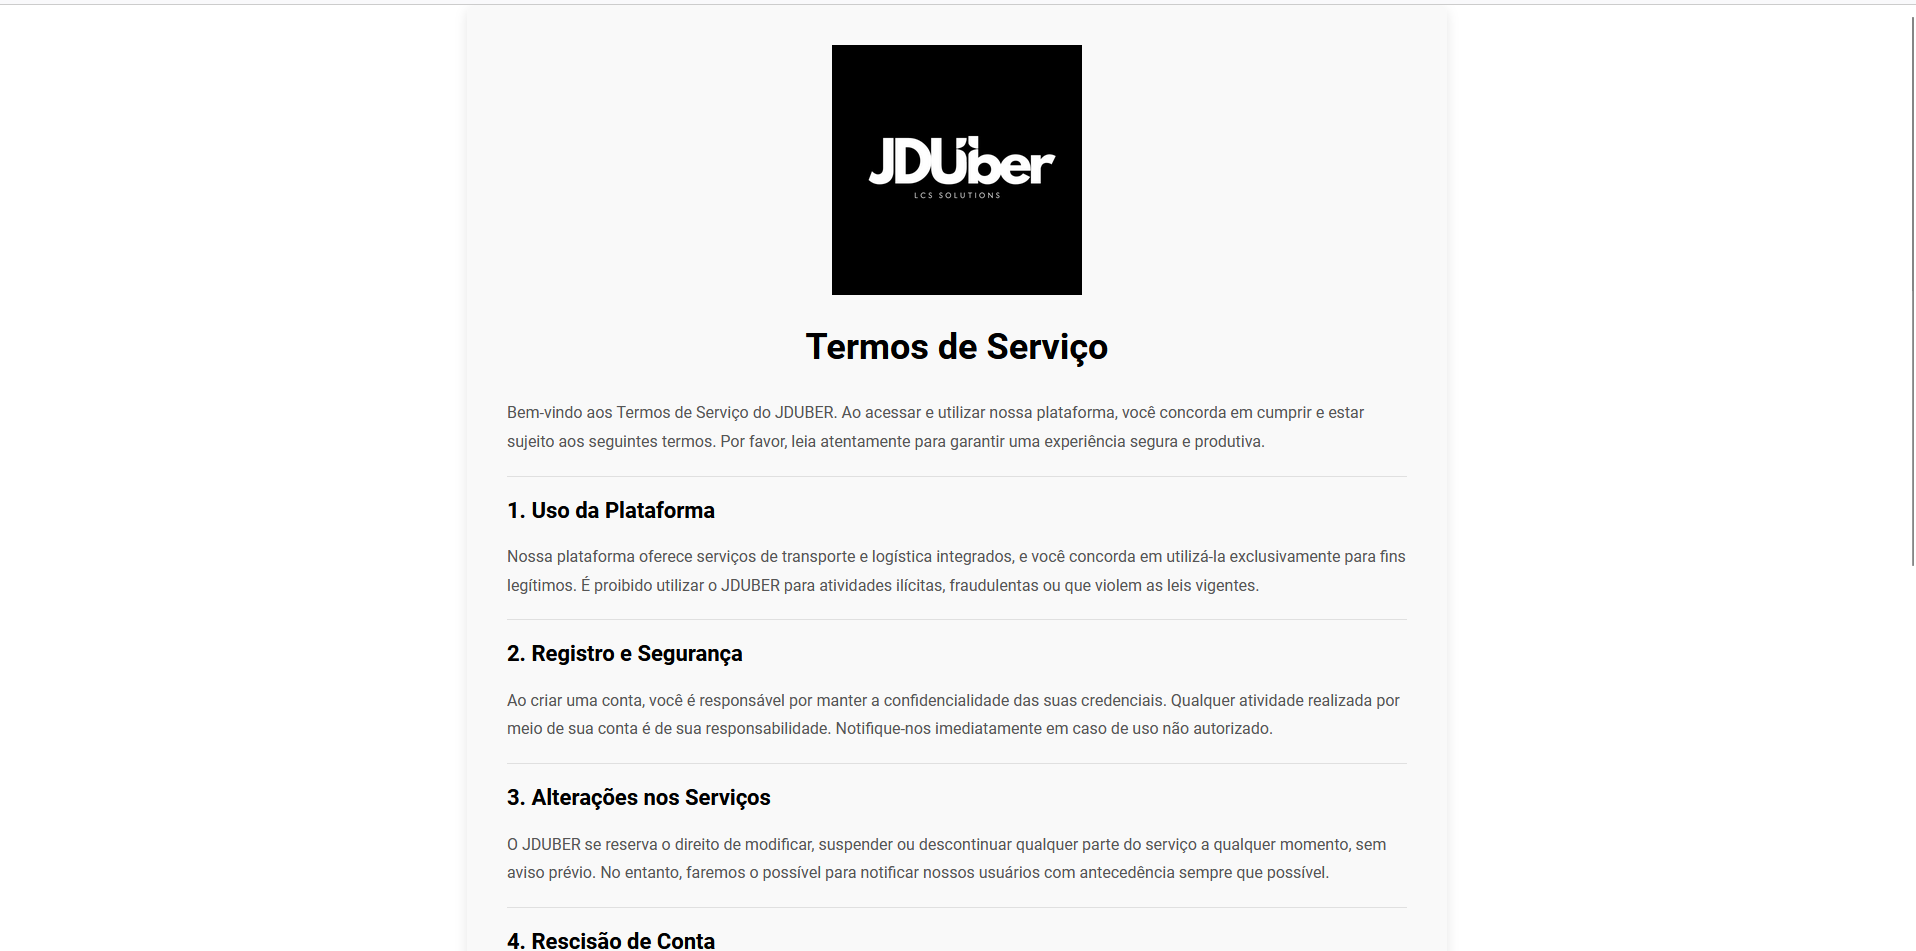 JDUber
LCS SOLUTIONS
Termos de Serviço
Bem-vindo aos Termos de Serviço do JDUBER. Ao acessar e utilizar nossa plataforma, você concorda em cumprir e estar
sujeito aos seguintes termos. Por favor, leia atentamente para garantir uma experiência segura e produtiva.
1. Uso da Plataforma
Nossa plataforma oferece serviços de transporte e logística integrados, e você concorda em utilizá-la exclusivamente para fins
legítimos. É proibido utilizar o JDUBER para atividades ilícitas, fraudulentas ou que violem as leis vigentes.
2. Registro e Segurança
Ao criar uma conta, você é responsável por manter a confidencialidade das suas credenciais. Qualquer atividade realizada por
meio de sua conta é de sua responsabilidade. Notifique-nos imediatamente em caso de uso não autorizado.
3. Alterações nos Serviços
O JDUBER se reserva o direito de modificar, suspender ou descontinuar qualquer parte do serviço a qualquer momento, sem
aviso prévio. No entanto, faremos o possível para notificar nossos usuários com antecedência sempre que possível.
4. Rescisão de Conta